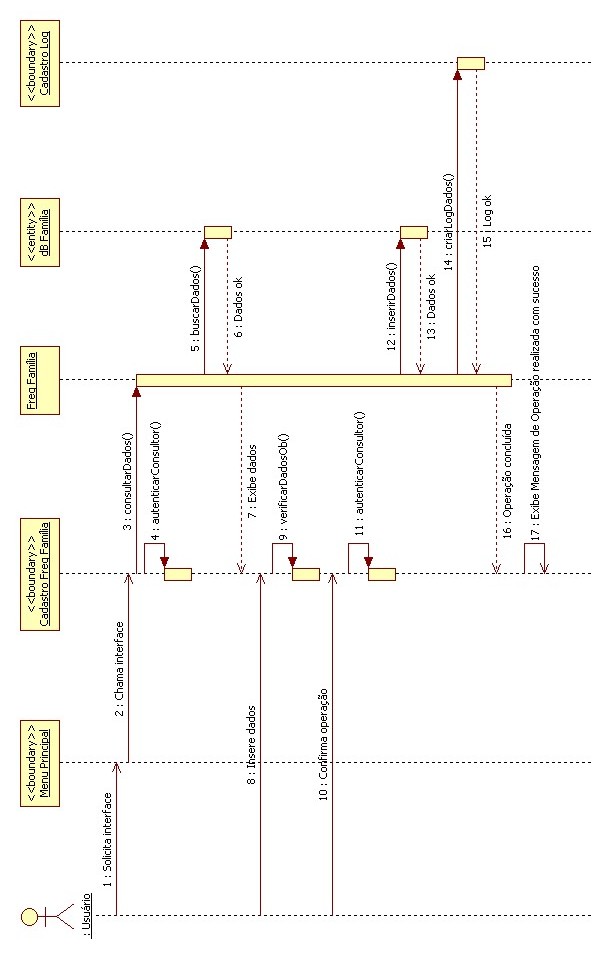 : Usuário
<<boundary>>
Menu Principal
<<boundary>>
Cadastro Freq Família
Freq Família
<<entity>>
dB Família
<<boundary>>
Cadastro Log
1 : Solicita interface
2 : Chama interface
3 : consultarDados()
4 : autenticarConsultor()
5 : buscarDados()
6 : Dados ok
7 : Exibe dados
8 : Insere dados
9 : verificarDadosOb()
10 : Confirma operação
11 : autenticarConsultor()
12 : inserirDados()
13 : Dados ok
14 : criarLogDados()
15 : Log ok
16 : Operação concluída
17 : Exibe Mensagem de Operação realizada com sucesso